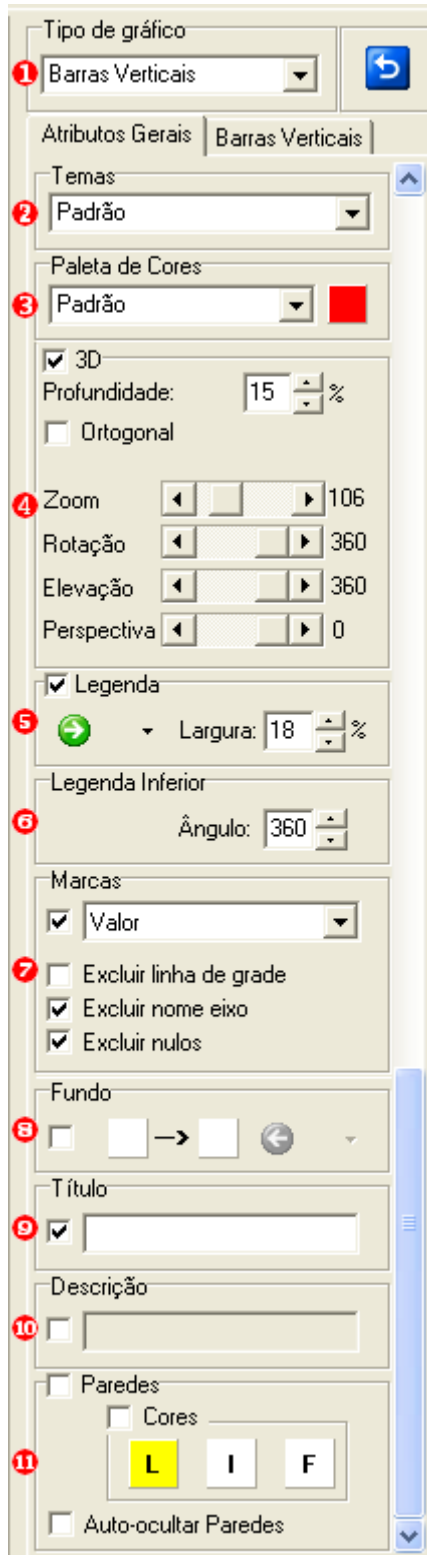 Tipo de gráfico
1 Barras Verticais
Atributos Gerais Barras Verticais
Temas
2 Padrão
Paleta de Cores
3 Padrão
3D
Profundidade: 15 %
Ortogonal
4 Zoom 106
Rotação 360
Elevação 360
Perspectiva 0
Legenda
5 Largura: 18 %
Legenda Inferior
6 Ângulo: 360
Marcas
Valor
7 Excluir linha de grade
Excluir nome eixo
Excluir nulos
Fundo
8 -->
Título
9
Descrição
10
Paredes
Cores
11 L I F
Auto-ocultar Paredes